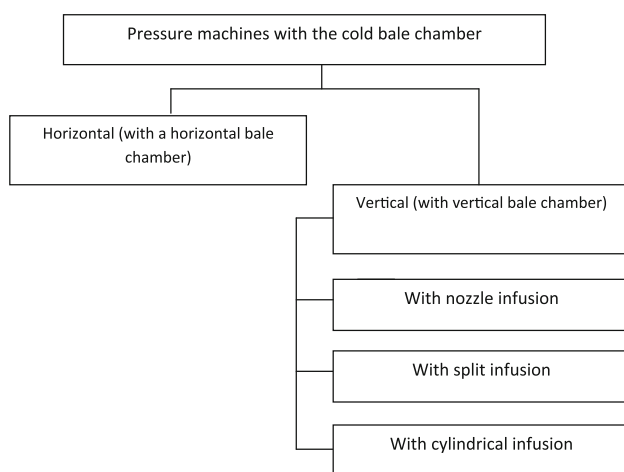 Pressure machines with the cold bale chamber
Horizontal (with a horizontal bale
chamber)
Vertical (with vertical bale chamber)
With nozzle infusion
With split infusion
With cylindrical infusion